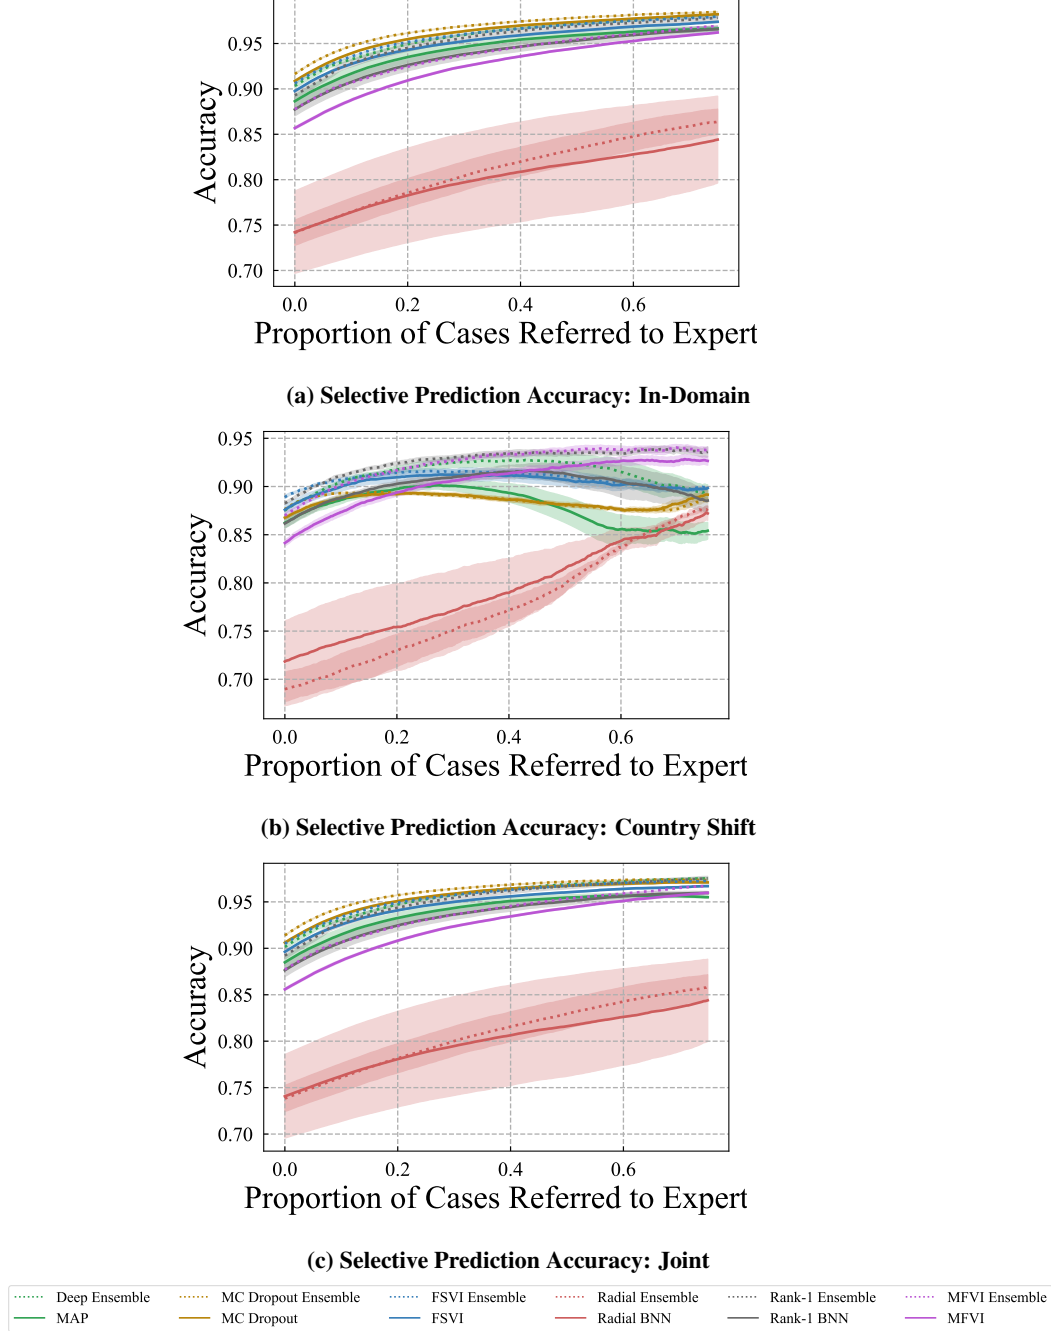 0.95
0.90
0.85
0.80
0.75
0.70
Accuracy
0.0 0.2 0.4 0.6
Proportion of Cases Referred to Expert
(a) Selective Prediction Accuracy: In-Domain
0.95
0.90
0.85
0.80
0.75
0.70
Accuracy
0.0 0.2 0.4 0.6
Proportion of Cases Referred to Expert
(b) Selective Prediction Accuracy: Country Shift
0.95
0.90
0.85
0.80
0.75
0.70
Accuracy
0.0 0.2 0.4 0.6
Proportion of Cases Referred to Expert
(c) Selective Prediction Accuracy: Joint
Deep Ensemble MC Dropout Ensemble FSVI Ensemble Radial Ensemble Rank-1 Ensemble MFVI Ensemble
MAP MC Dropout FSVI Radial BNN Rank-1 BNN MFVI